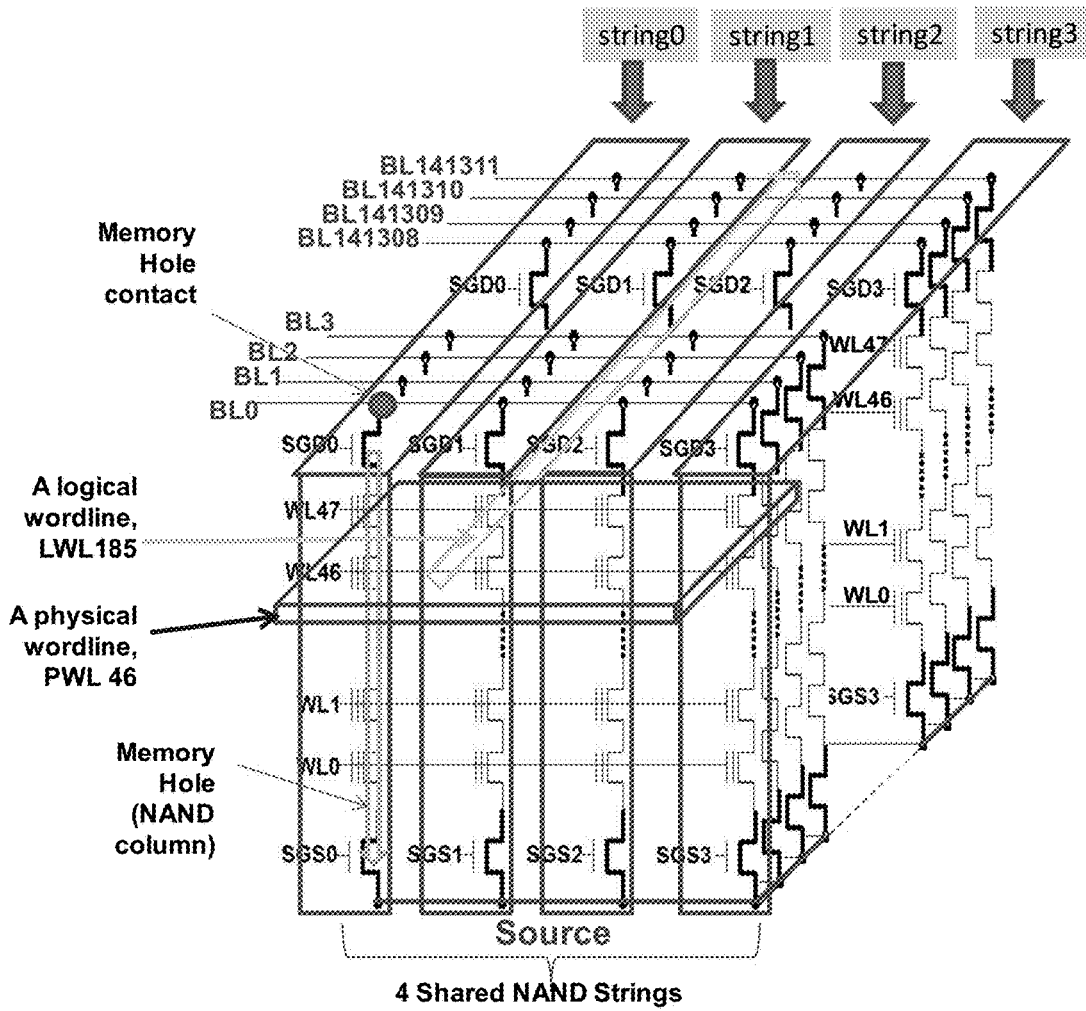 string0
string1
string2
string3
BL141311
BL141310
BL141309
BL141308
Memory
Hole
contact
SGD0
SGD1
SGD2
SGD3
BL3
BL2
BL1
BL0
WL47
WL46
SGD0
SGD1
SGD2
SGD3
A logical
wordline,
LWL185
WL47
WL46
WL1
WL0
A physical
wordline,
PWL 46
WL1
WL0
SGS3
Memory
Hole
(NAND
column)
SGS0
SGS1
SGS2
SGS3
Source
4 Shared NAND Strings